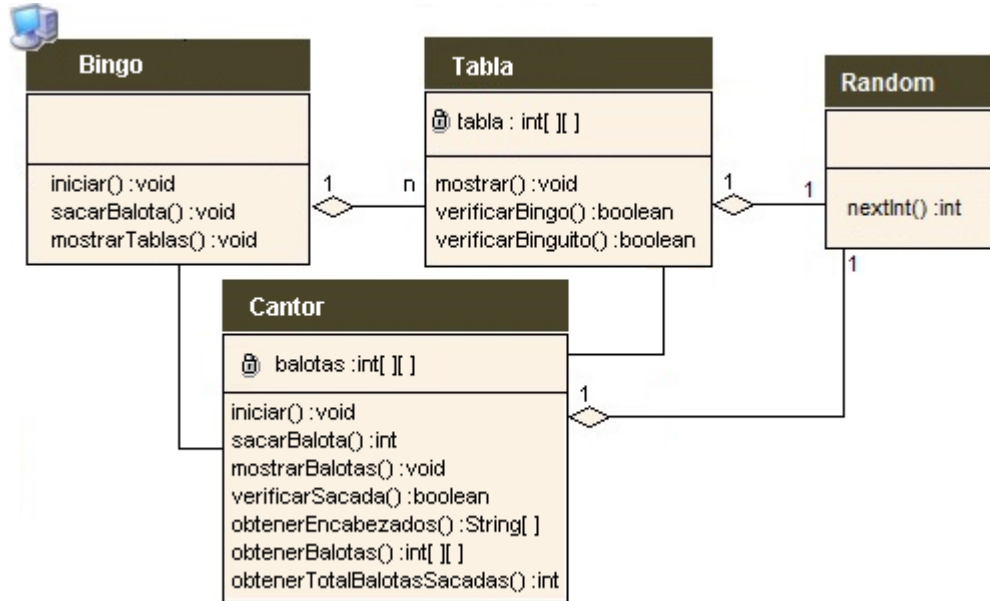 Bingo
iniciar() :void
sacarBalota() :void
mostrarTablas() :void
1
n
Tabla
tabla : int[ ][ ]
mostrar() :void
verificarBingo() :boolean
verificarBinguito() :boolean
1
1
Random
nextInt() :int
1
Cantor
balotas :int[ ][ ]
iniciar() :void
sacarBalota() :int
mostrarBalotas() :void
verificarSacada() :boolean
obtenerEncabezados() :String[ ]
obtenerBalotas() :int[ ][ ]
obtenerTotalBalotasSacadas() :int
1